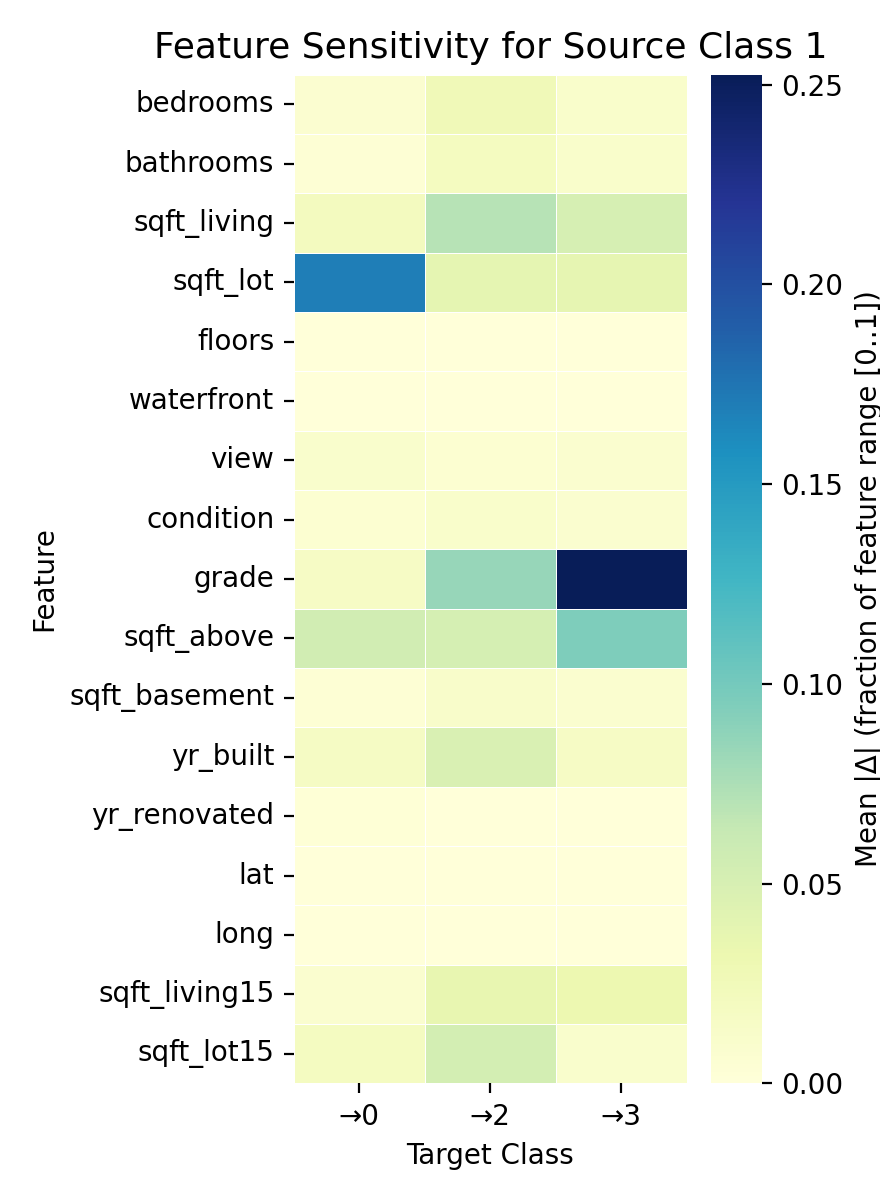 Feature Sensitivity for Source Class 1
Feature
bedrooms
bathrooms
sqft_living
sqft_lot
floors
waterfront
view
condition
grade
sqft_above
sqft_basement
yr_built
yr_renovated
lat
long
sqft_living15
sqft_lot15
→0 →2 →3
Target Class
0.25
0.20
0.15
0.10
0.05
0.00
Mean |Δ| (fraction of feature range [0..1])